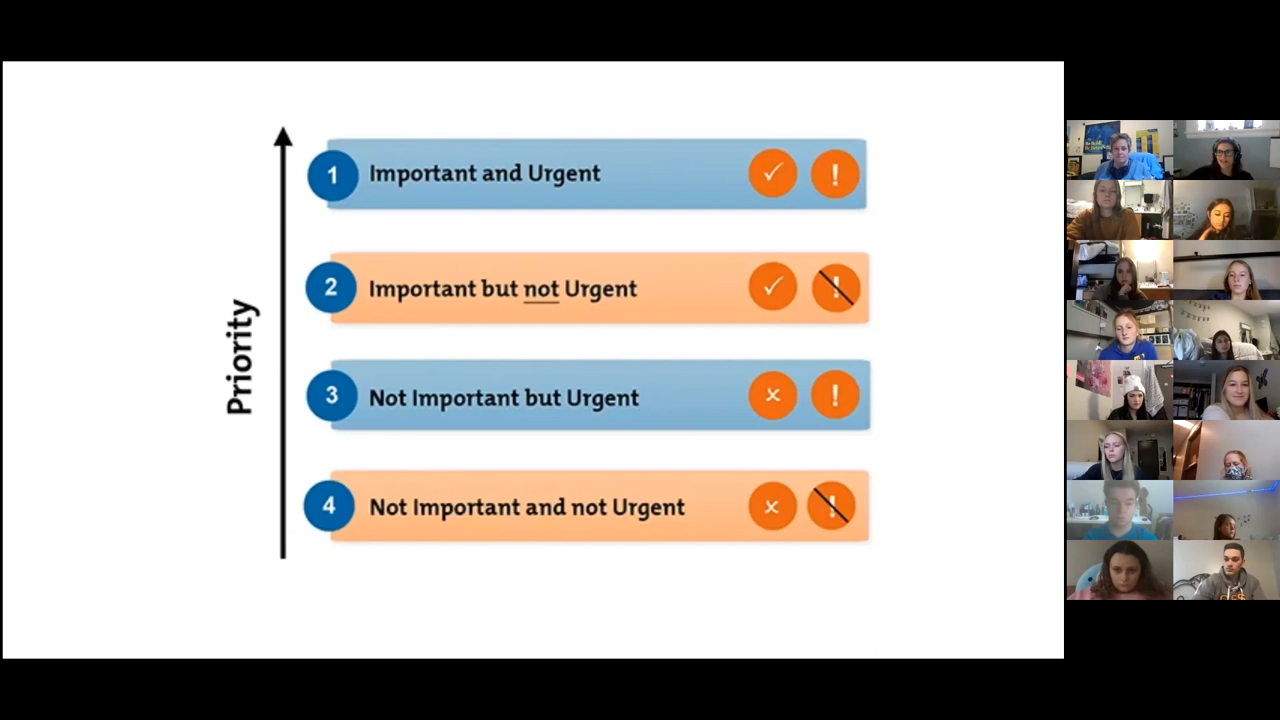 Priority
1 Important and Urgent
2 Important but not Urgent
3 Not Important but Urgent
4 Not Important and not Urgent